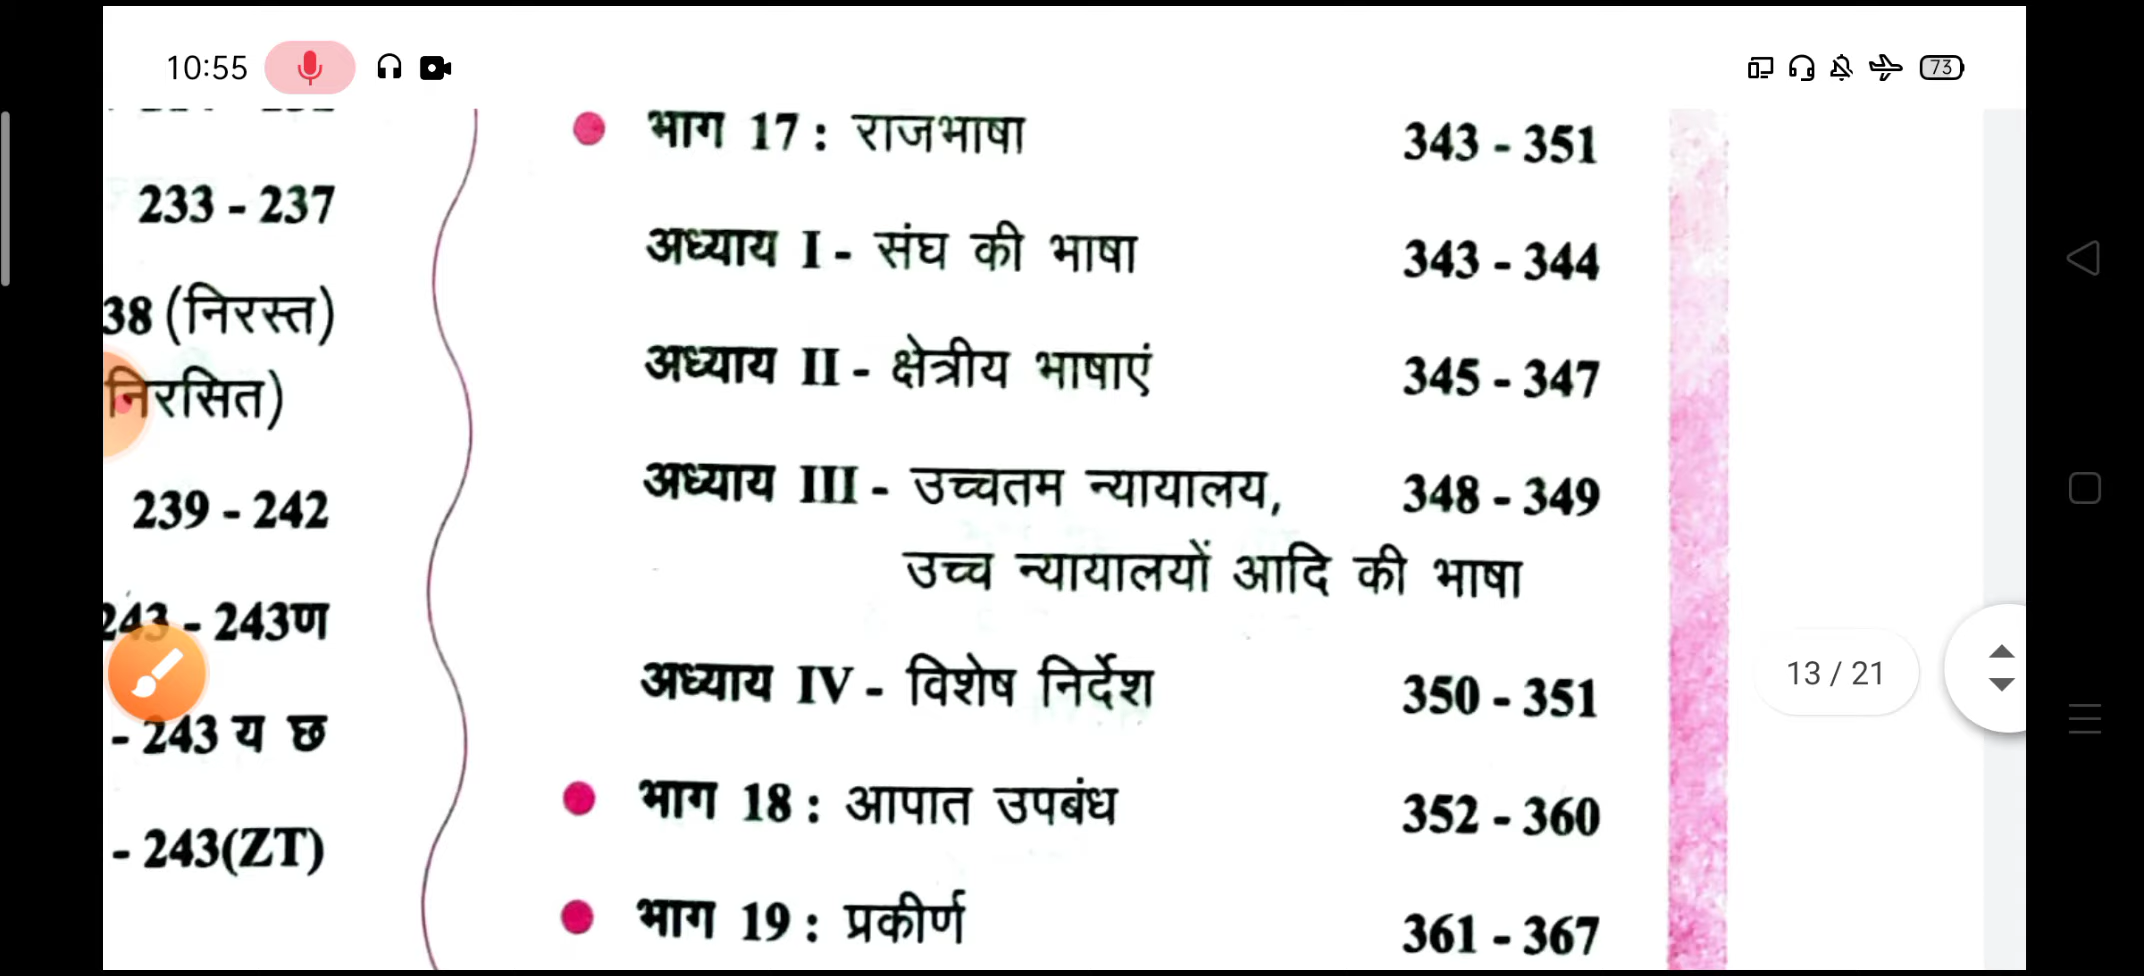 10:55
73
233 - 237
38 (निरस्त)
निरसित)
239 - 242
243 - 243ण
- 243 य छ
- 243(ZT)
भाग 17 : राजभाषा 343 - 351
अध्याय I - संघ की भाषा 343 - 344
अध्याय II - क्षेत्रीय भाषाएं 345 - 347
अध्याय III - उच्चतम न्यायालय, 348 - 349
उच्च न्यायालयों आदि की भाषा
अध्याय IV - विशेष निर्देश 350 - 351
भाग 18 : आपात उपबंध 352 - 360
भाग 19 : प्रकीर्ण 361 - 367
13 / 21